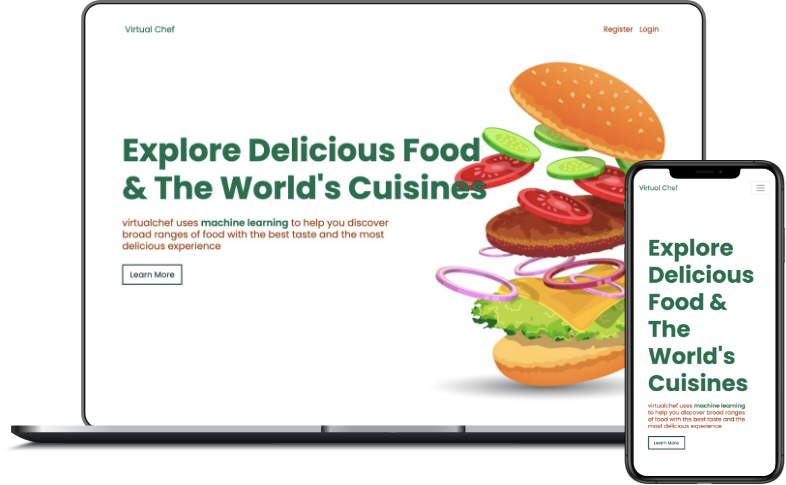 Virtual Chef
Register Login
Explore Delicious Food
& The World's Cuisines
virtualchef uses machine learning to help you discover
broad ranges of food with the best taste and the most
delicious experience
Learn More
Virtual Chef
Explore
Delicious
Food &
The
World's
Cuisines
virtualchef uses machine learning
to help you discover broad ranges
of food with the best taste and the
most delicious experience
Learn More